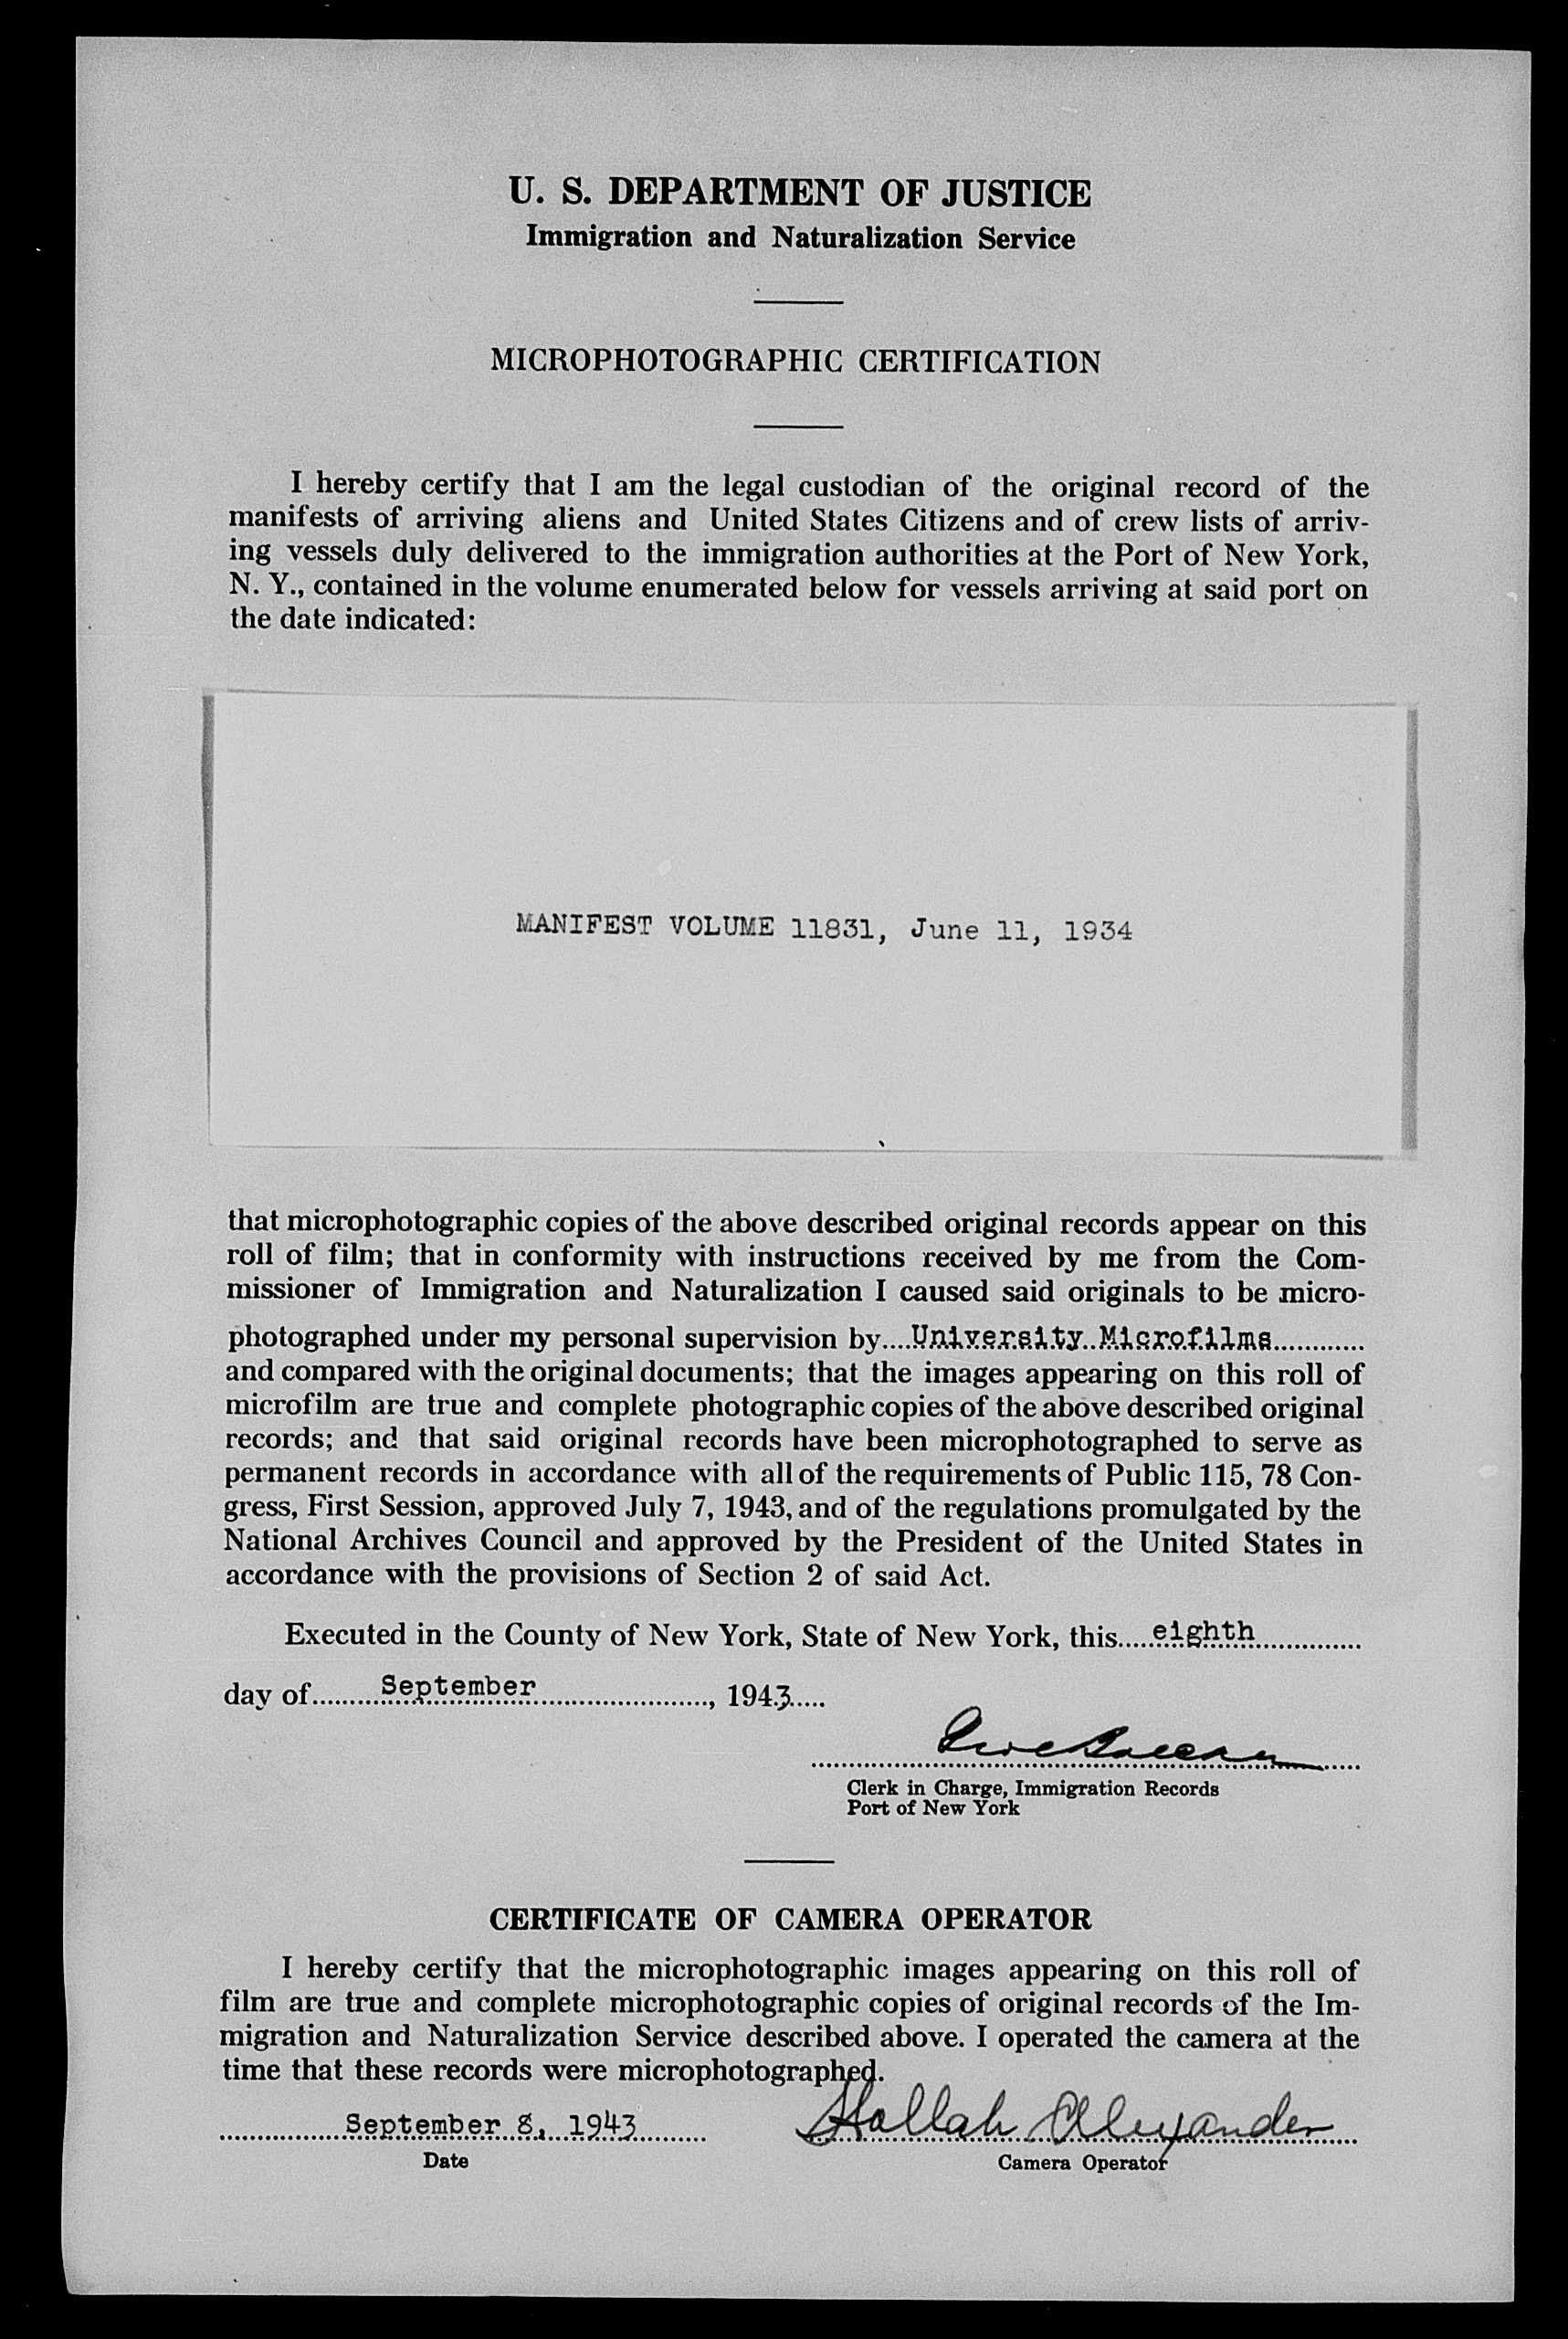 U. S. DEPARTMENT OF JUSTICE
Immigration and Naturalization Service
MICROPHOTOGRAPHIC CERTIFICATION
I hereby certify that I am the legal custodian of the original record of the
manifests of arriving aliens and United States Citizens and of crew lists of arriv-
ing vessels duly delivered to the immigration authorities at the Port of New York,
N. Y., contained in the volume enumerated below for vessels arriving at said port on
the date indicated:
MANIFEST VOLUME 11831, June 11, 1934
that microphotographic copies of the above described original records appear on this
roll of film; that in conformity with instructions received by me from the Com-
missioner of Immigration and Naturalization I caused said originals to be micro-
photographed under my personal supervision by....University Microfilms............
and compared with the original documents; that the images appearing on this roll of
microfilm are true and complete photographic copies of the above described original
records; and that said original records have been microphotographed to serve as
permanent records in accordance with all of the requirements of Public 115, 78 Con-
gress, First Session, approved July 7, 1943, and of the regulations promulgated by the
National Archives Council and approved by the President of the United States in
accordance with the provisions of Section 2 of said Act.
Executed in the County of New York, State of New York, this.....eighth...............
day of..........September..........................., 1943.....
Clerk in Charge, Immigration Records
Port of New York
CERTIFICATE OF CAMERA OPERATOR
I hereby certify that the microphotographic images appearing on this roll of
film are true and complete microphotographic copies of original records of the Im-
migration and Naturalization Service described above. I operated the camera at the
time that these records were microphotographed.
September 8, 1943 Hallah Alexander
Date Camera Operator